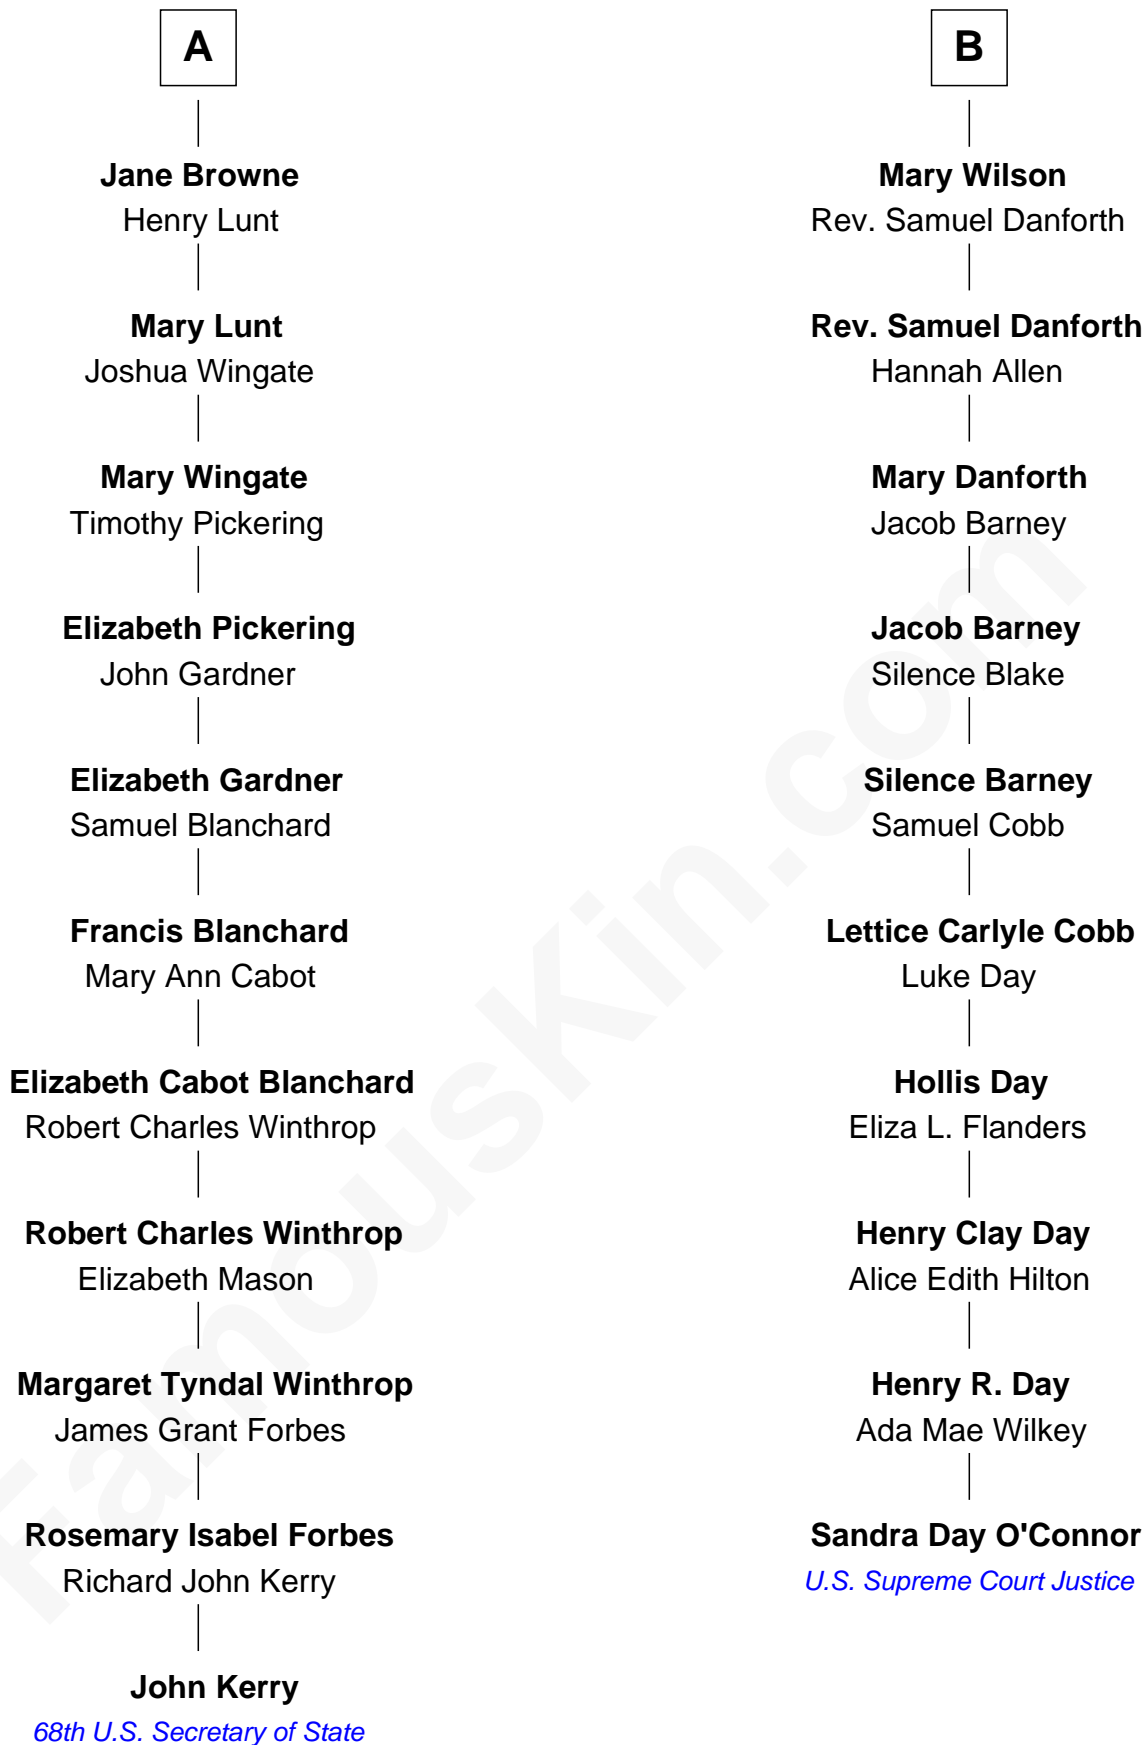 A
Jane Browne
Henry Lunt
Mary Lunt
Joshua Wingate
Mary Wingate
Timothy Pickering
Elizabeth Pickering
John Gardner
Elizabeth Gardner
Samuel Blanchard
Francis Blanchard
Mary Ann Cabot
Elizabeth Cabot Blanchard
Robert Charles Winthrop
Robert Charles Winthrop
Elizabeth Mason
Margaret Tyndal Winthrop
James Grant Forbes
Rosemary Isabel Forbes
Richard John Kerry
John Kerry
68th U.S. Secretary of State
B
Mary Wilson
Rev. Samuel Danforth
Rev. Samuel Danforth
Hannah Allen
Mary Danforth
Jacob Barney
Jacob Barney
Silence Blake
Silence Barney
Samuel Cobb
Lettice Carlyle Cobb
Luke Day
Hollis Day
Eliza L. Flanders
Henry Clay Day
Alice Edith Hilton
Henry R. Day
Ada Mae Wilkey
Sandra Day O'Connor
U.S. Supreme Court Justice
FamousKin.com